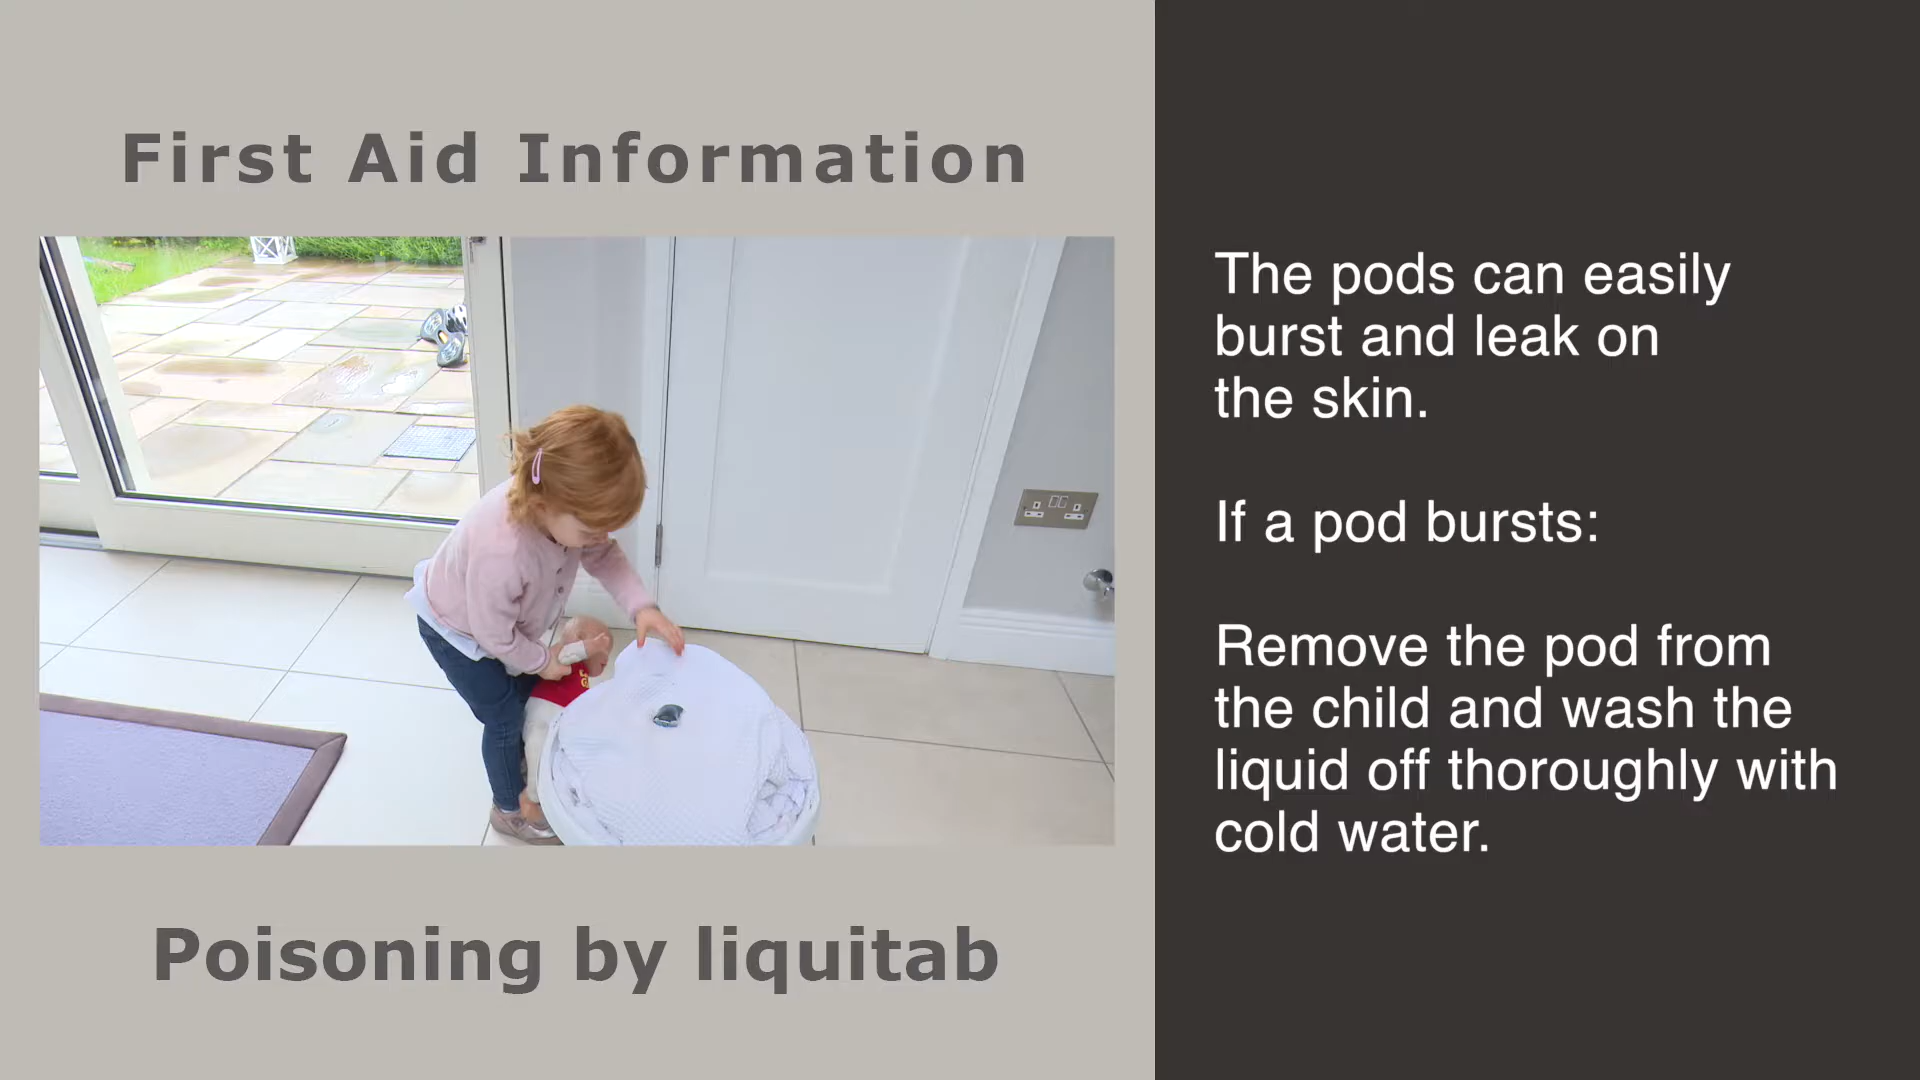 First Aid Information
Poisoning by liquitab
The pods can easily
burst and leak on
the skin.
If a pod bursts:
Remove the pod from
the child and wash the
liquid off thoroughly with
cold water.